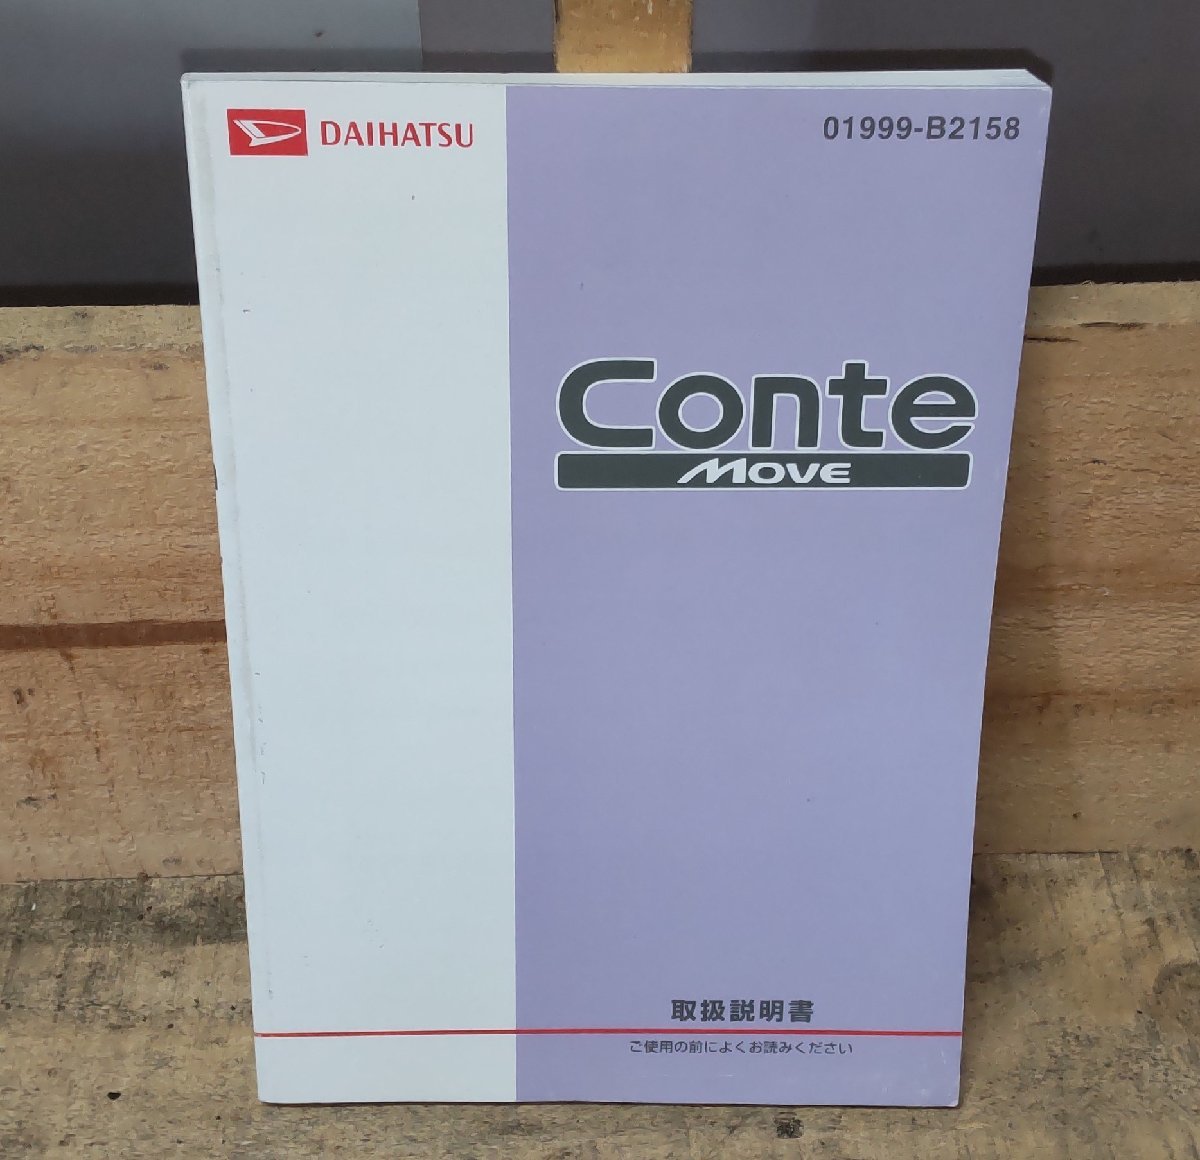 DAIHATSU
01999-B2158
Conte
MOVE
取扱説明書
ご使用の前によくお読みください